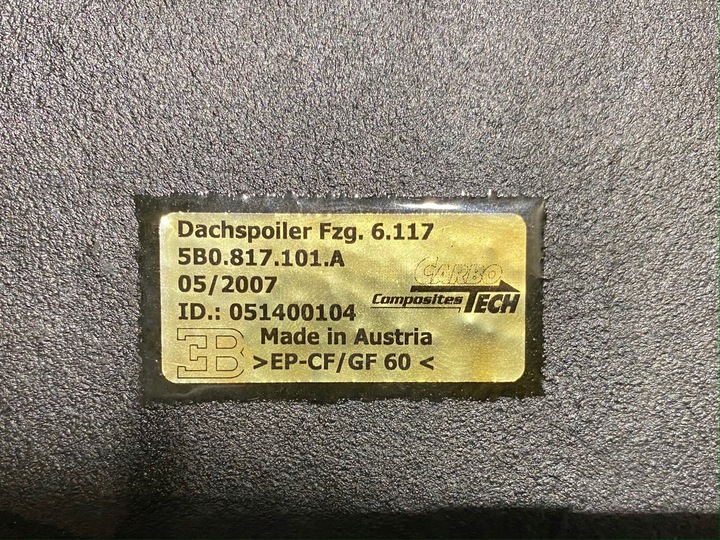 Dachspoiler Fzg. 6.117
5B0.817.101.A
05/2007
ID.: 051400104
CARBO
Composites TECH
EB
Made in Austria
>EP-CF/GF 60 <